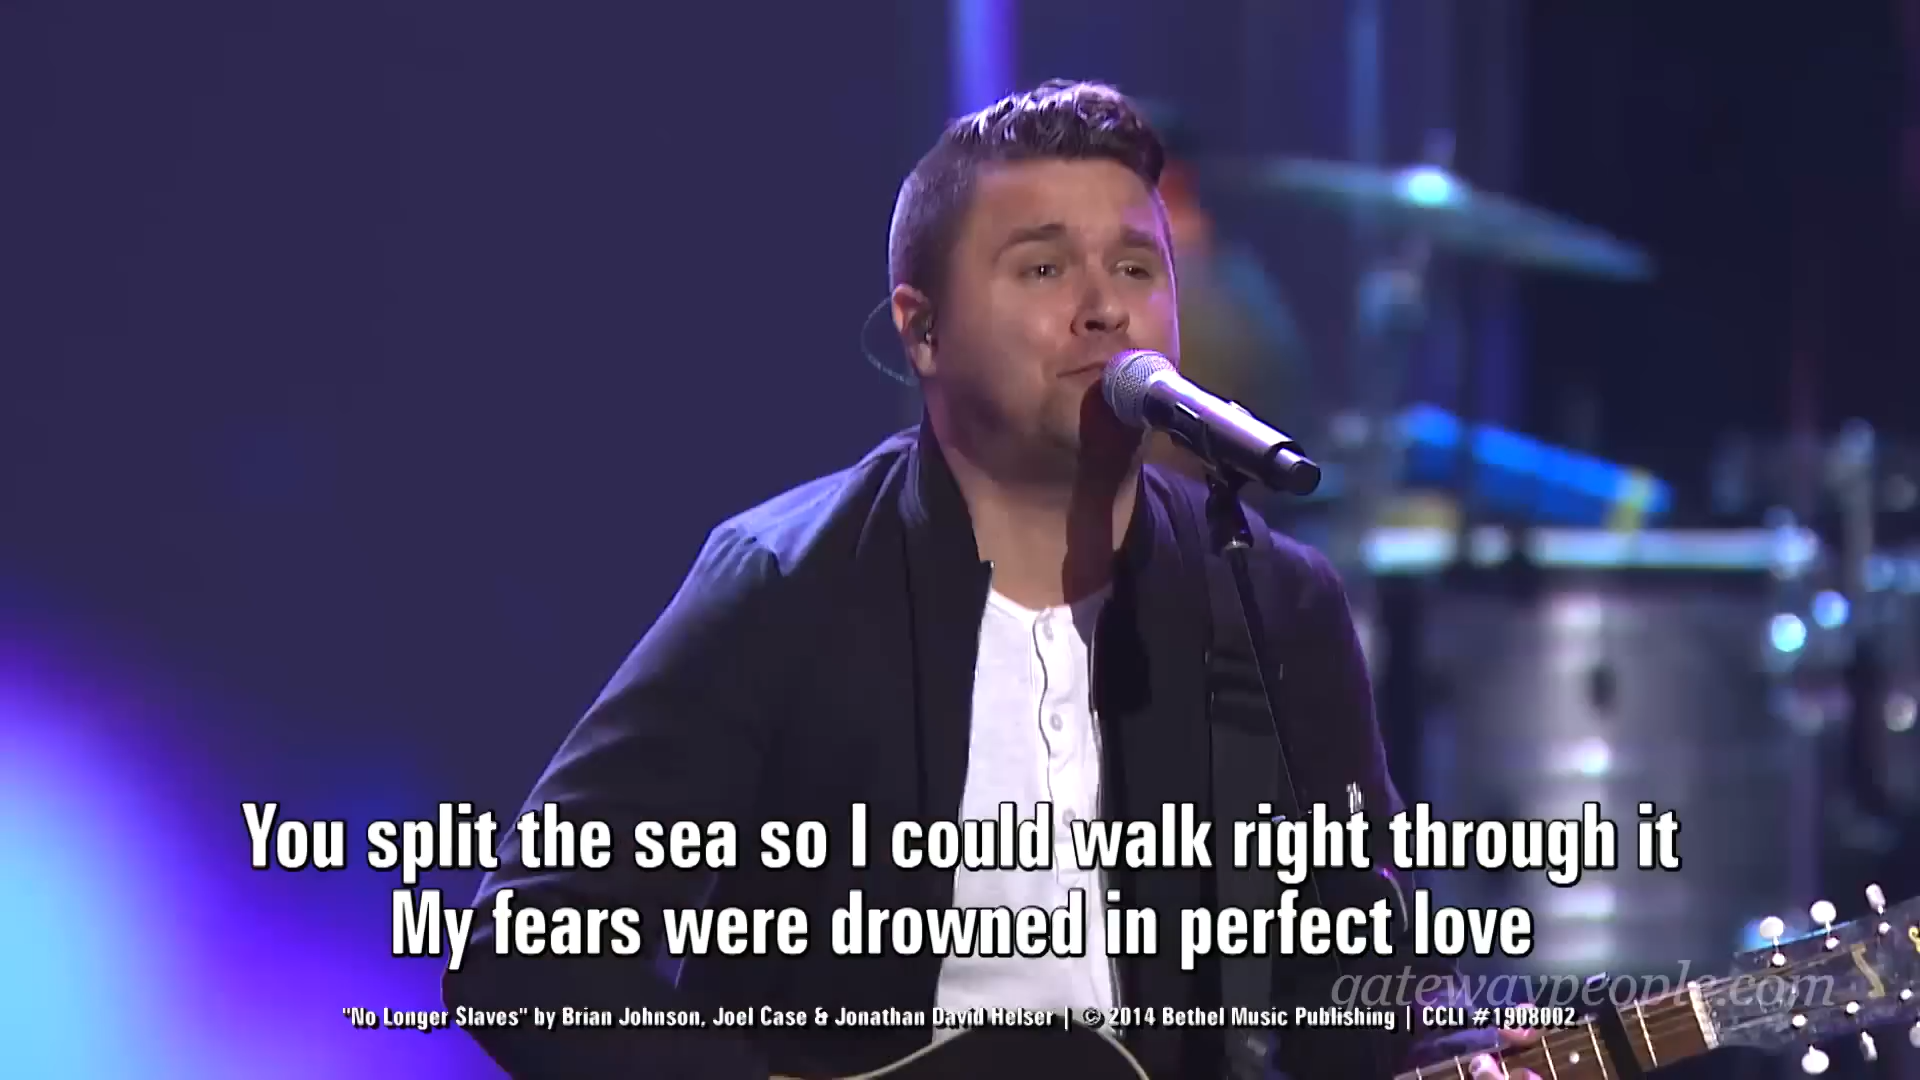 You split the sea so I could walk right through it
My fears were drowned in perfect love
gatewaypeople.com
"No Longer Slaves" by Brian Johnson, Joel Case & Jonathan David Helser | © 2014 Bethel Music Publishing | CCLI #1908002